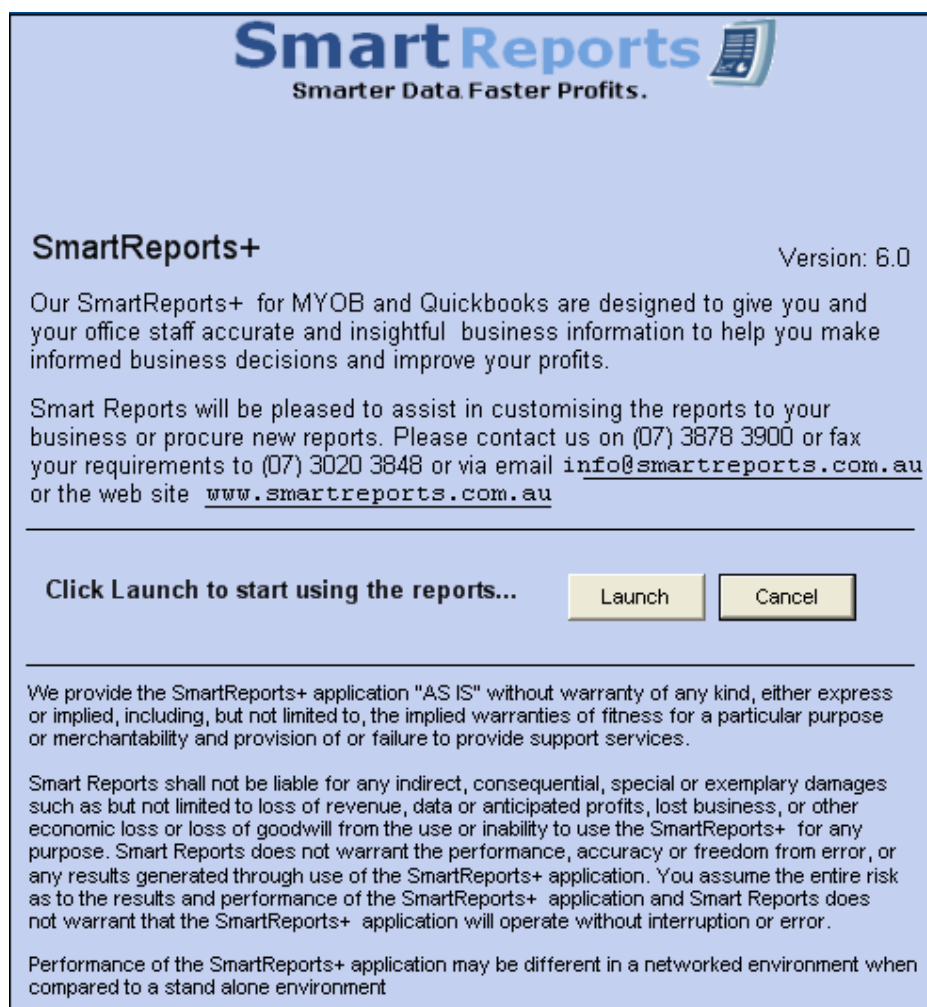 Smart Reports
Smarter Data Faster Profits.
SmartReports+
Version: 6.0
Our SmartReports+ for MYOB and Quickbooks are designed to give you and
your office staff accurate and insightful business information to help you make
informed business decisions and improve your profits.
Smart Reports will be pleased to assist in customising the reports to your
business or procure new reports. Please contact us on (07) 3878 3900 or fax
your requirements to (07) 3020 3848 or via email info@smartreports.com.au
or the web site www.smartreports.com.au
Click Launch to start using the reports...
Launch
Cancel
We provide the SmartReports+ application "AS IS" without warranty of any kind, either express
or implied, including, but not limited to, the implied warranties of fitness for a particular purpose
or merchantability and provision of or failure to provide support services.
Smart Reports shall not be liable for any indirect, consequential, special or exemplary damages
such as but not limited to loss of revenue, data or anticipated profits, lost business, or other
economic loss or loss of goodwill from the use or inability to use the SmartReports+ for any
purpose. Smart Reports does not warrant the performance, accuracy or freedom from error, or
any results generated through use of the SmartReports+ application. You assume the entire risk
as to the results and performance of the SmartReports+ application and Smart Reports does
not warrant that the SmartReports+ application will operate without interruption or error.
Performance of the SmartReports+ application may be different in a networked environment when
compared to a stand alone environment